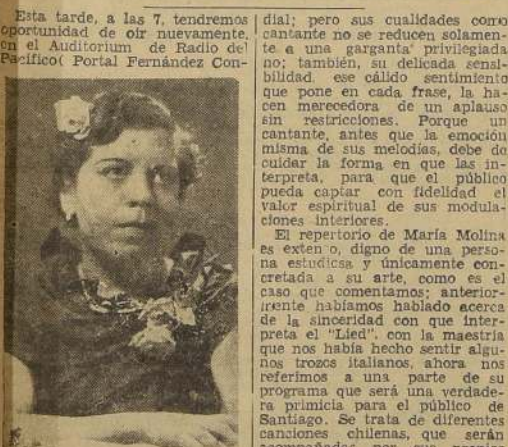 Esta tarde, a las 7, tendremos
oportunidad de oir nuevamente,
en el Auditorium de Radio del
Pacífico( Portal Fernández Con-
dial; pero sus cualidades como
cantante no se reducen solamen-
te a una garganta privilegiada
no; también, su delicada sensi-
bilidad, ese cálido sentimiento
que pone en cada frase, la ha-
cen merecedora de un aplauso
sin restricciones. Porque un
cantante, antes que la emoción
misma de sus melodías, debe de
cuidar la forma en que las in-
terpreta, para que el público
pueda captar con fidelidad el
valor espiritual de sus modula-
ciones interiores.
El repertorio de María Molina
es exten o, digno de una perso-
na estudiosa y únicamente con-
cretada a su arte, como es el
caso que comentamos; anterior-
mente habíamos hablado acerca
de la sinceridad con que inter-
preta el "Lied", con la maestría
que nos había hecho sentir algu-
nos trozos italianos, ahora nos
referimos a una parte de su
programa que será una verdade-
ra primicia para el público de
Santiago. Se trata de diferentes
canciones chilenas, que serán